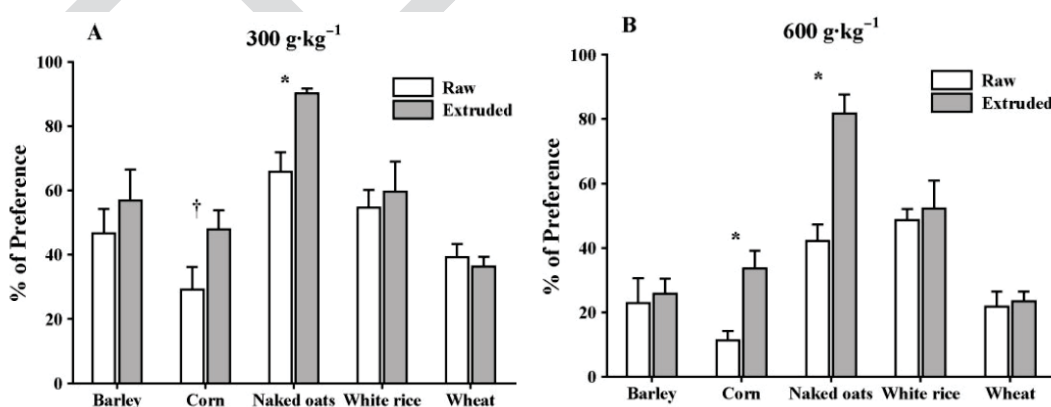 A
300 g·kg⁻¹
% of Preference
100
80
60
40
20
0
*
†
Raw
Extruded
Barley Corn Naked oats White rice Wheat
B
600 g·kg⁻¹
% of Preference
100
80
60
40
20
0
*
*
Raw
Extruded
Barley Corn Naked oats White rice Wheat